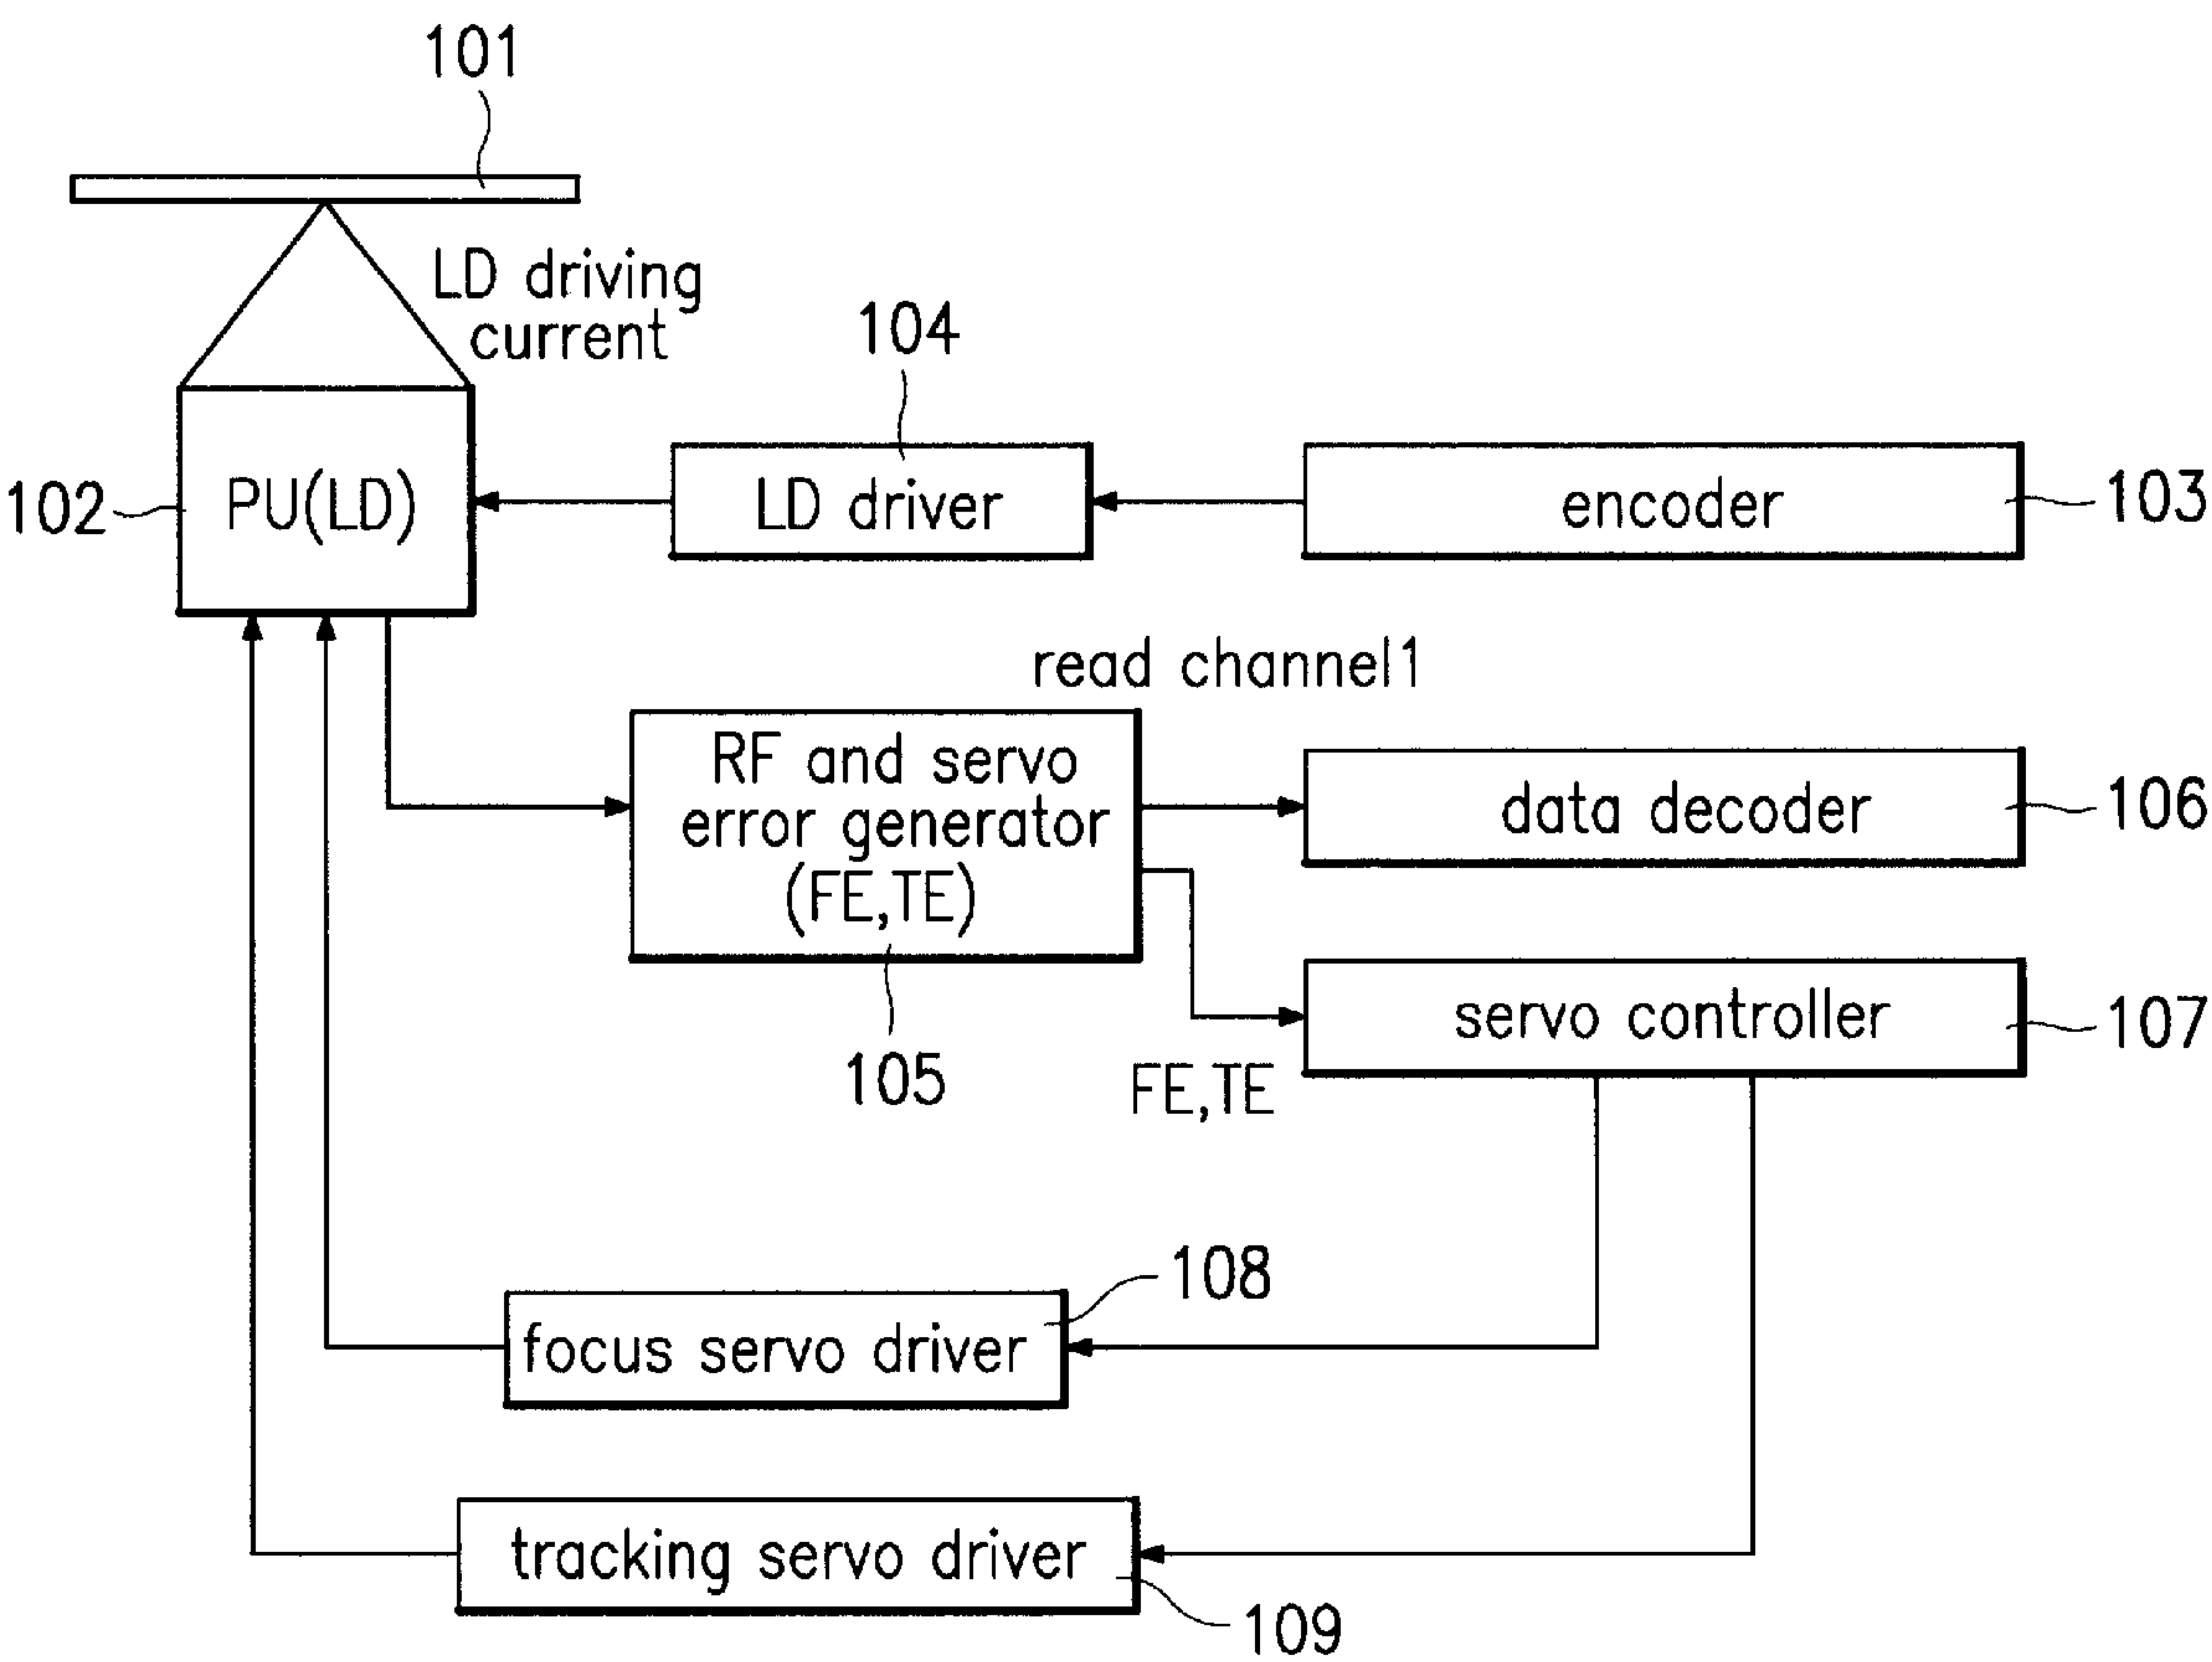 101
LD driving
current
104
102
PU(LD)
LD driver
encoder
103
read channel1
RF and servo
error generator
(FE,TE)
data decoder
106
servo controller
107
105
FE,TE
108
focus servo driver
tracking servo driver
109